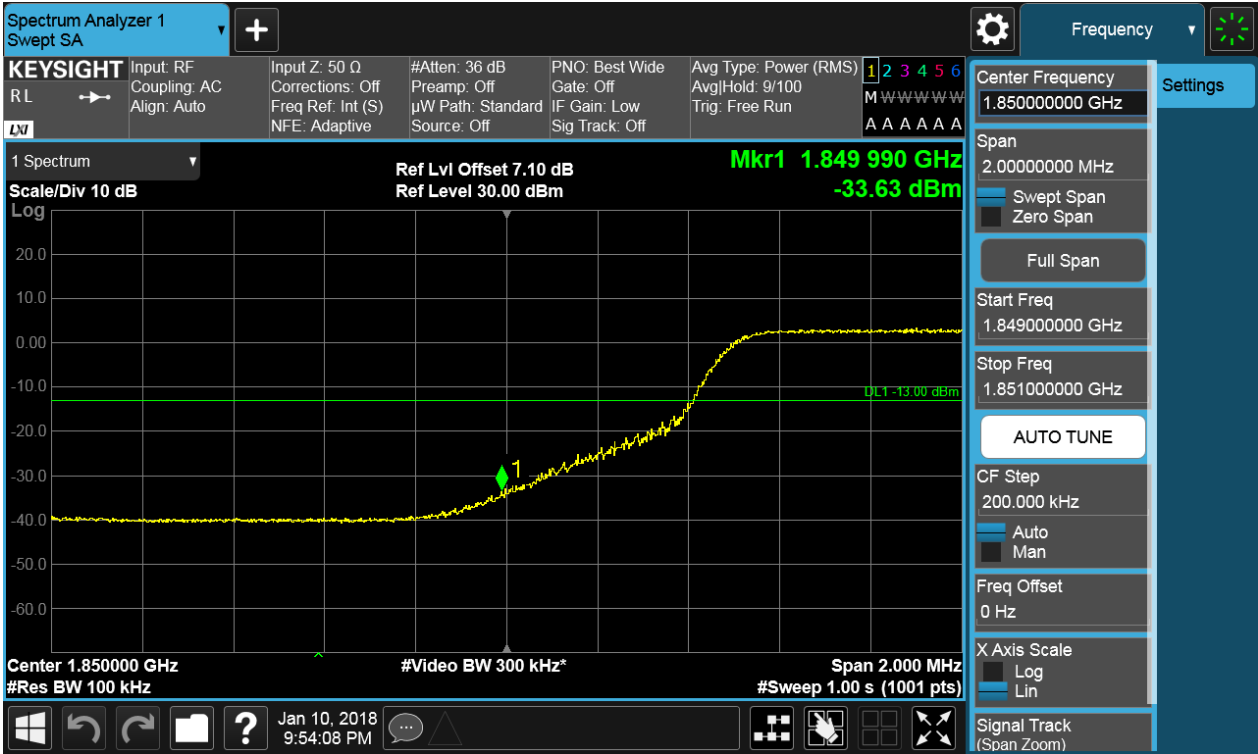 Spectrum Analyzer 1
Swept SA
+
Frequency
KEYSIGHT
R L
LXI
Input: RF
Coupling: AC
Align: Auto
Input Z: 50 Ω
Corrections: Off
Freq Ref: Int (S)
NFE: Adaptive
#Atten: 36 dB
Preamp: Off
µW Path: Standard
Source: Off
PNO: Best Wide
Gate: Off
IF Gain: Low
Sig Track: Off
Avg Type: Power (RMS)
Avg|Hold: 9/100
Trig: Free Run
1 2 3 4 5 6
M W W W W W
A A A A A A
1 Spectrum
Scale/Div 10 dB
Log
Ref Lvl Offset 7.10 dB
Ref Level 30.00 dBm
Mkr1 1.849 990 GHz
-33.63 dBm
20.0
10.0
0.00
-10.0
DL1 -13.00 dBm
-20.0
1
-30.0
-40.0
-50.0
-60.0
Center 1.850000 GHz
#Video BW 300 kHz*
Span 2.000 MHz
#Res BW 100 kHz
#Sweep 1.00 s (1001 pts)
?
Jan 10, 2018
9:54:08 PM
Center Frequency
1.850000000 GHz
Span
2.00000000 MHz
Swept Span
Zero Span
Full Span
Start Freq
1.849000000 GHz
Stop Freq
1.851000000 GHz
AUTO TUNE
CF Step
200.000 kHz
Auto
Man
Freq Offset
0 Hz
X Axis Scale
Log
Lin
Signal Track
(Span Zoom)
Settings